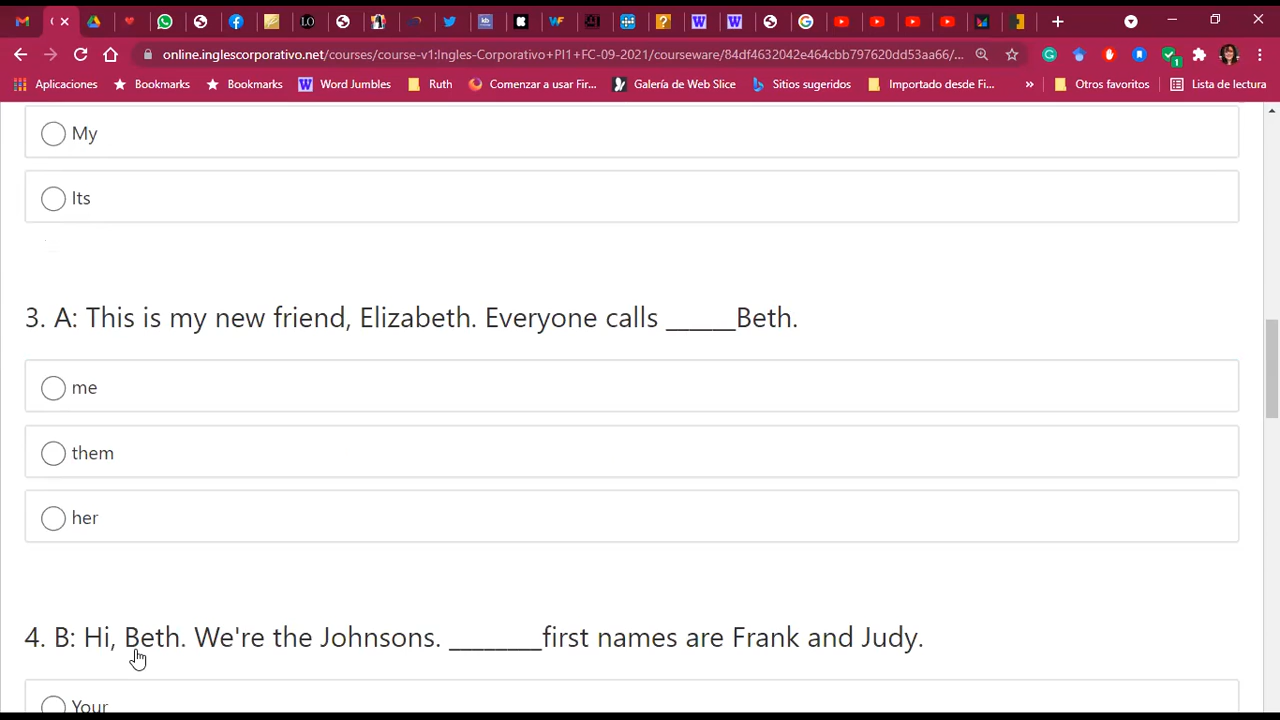 online.inglescorporativo.net/courses/course-v1:Ingles-Corporativo+PI1+FC-09-2021/courseware/84df4632042e464cbb797620dd53aa66/...
Aplicaciones Bookmarks Bookmarks Word Jumbles Ruth Comenzar a usar Fir... Galería de Web Slice Sitios sugeridos Importado desde Fi... » Otros favoritos Lista de lectura
My
Its
3. A: This is my new friend, Elizabeth. Everyone calls ______Beth.
me
them
her
4. B: Hi, Beth. We're the Johnsons. ________first names are Frank and Judy.
Your